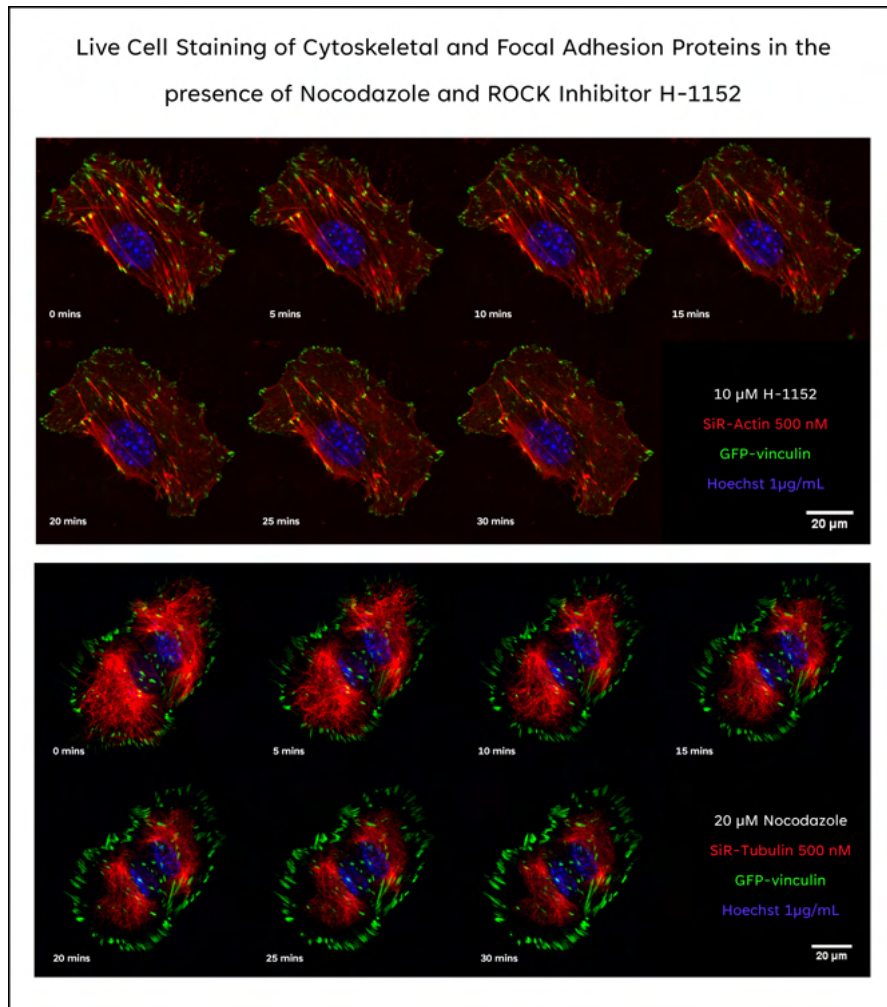 Live Cell Staining of Cytoskeletal and Focal Adhesion Proteins in the
presence of Nocodazole and ROCK Inhibitor H-1152
0 mins
5 mins
10 mins
15 mins
20 mins
25 mins
30 mins
10 µM H-1152
SiR-Actin 500 nM
GFP-vinculin
Hoechst 1µg/mL
20 µm
0 mins
5 mins
10 mins
15 mins
20 mins
25 mins
30 mins
20 µM Nocodazole
SiR-Tubulin 500 nM
GFP-vinculin
Hoechst 1µg/mL
20 µm